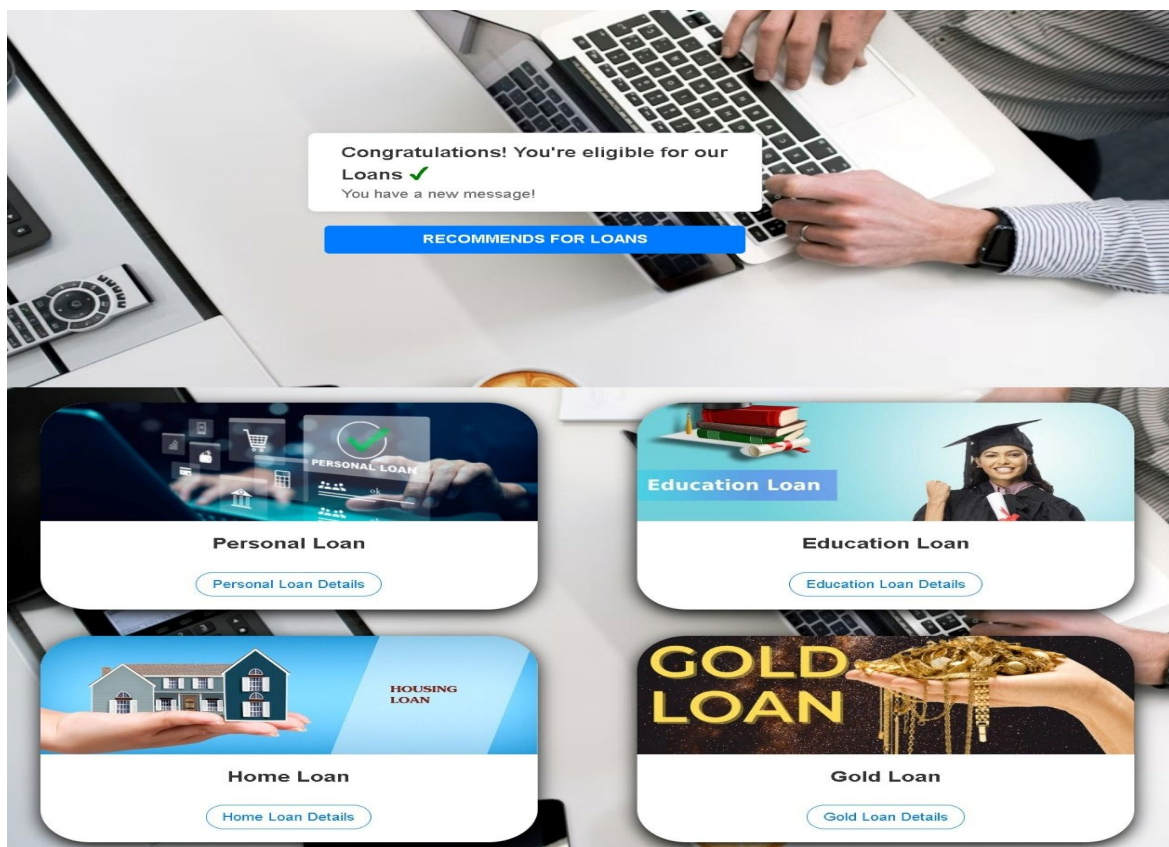 Congratulations! You're eligible for our
Loans ✓
You have a new message!
RECOMMENDS FOR LOANS
PERSONAL LOAN
ok
ok
Personal Loan
Personal Loan Details
Education Loan
Education Loan
Education Loan Details
HOUSING
LOAN
Home Loan
Home Loan Details
GOLD
LOAN
Gold Loan
Gold Loan Details